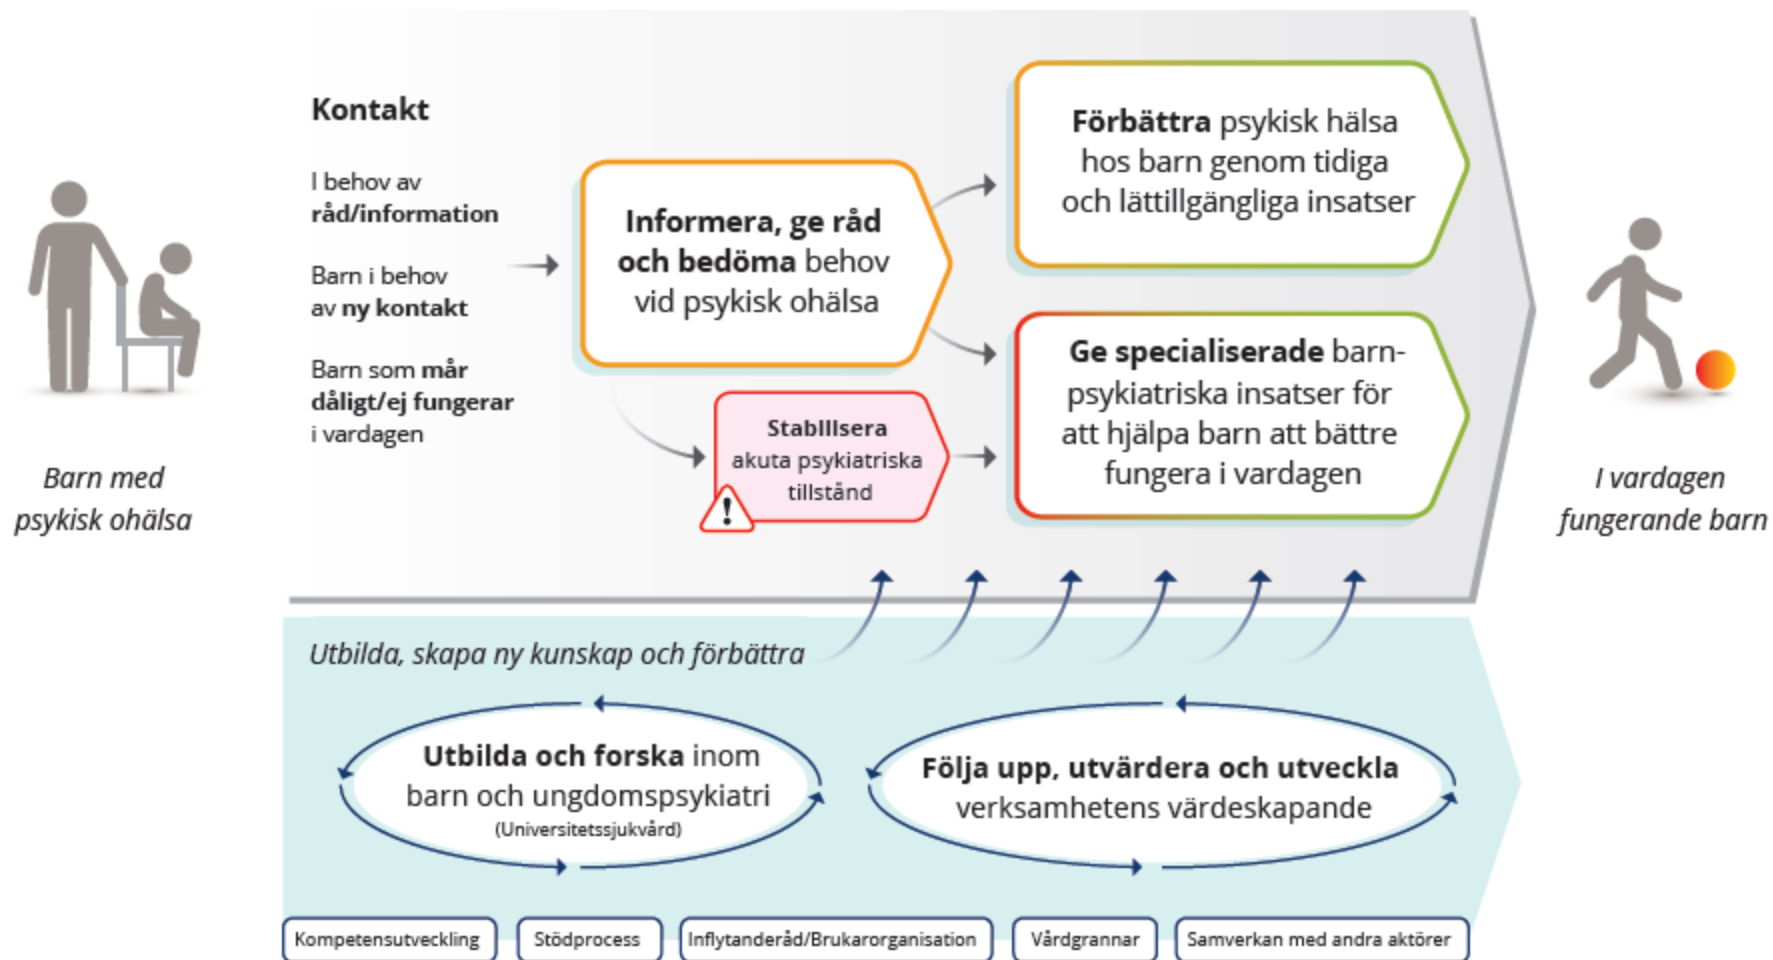 Barn med
psykisk ohälsa
Kontakt
I behov av
råd/information
Barn i behov
av ny kontakt
Barn som mår
dåligt/ej fungerar
i vardagen
Informera, ge råd
och bedöma behov
vid psykisk ohälsa
Stablllsera
akuta psykiatriska
tillstånd
!
Förbättra psykisk hälsa
hos barn genom tidiga
och lättillgängliga insatser
Ge specialiserade barn-
psykiatriska insatser för
att hjälpa barn att bättre
fungera i vardagen
I vardagen
fungerande barn
Utbilda, skapa ny kunskap och förbättra
Utbilda och forska inom
barn och ungdomspsykiatri
(Universitetssjukvård)
Följa upp, utvärdera och utveckla
verksamhetens värdeskapande
Kompetensutveckling
Stödprocess
Inflytanderåd/Brukarorganisation
Vårdgrannar
Samverkan med andra aktörer